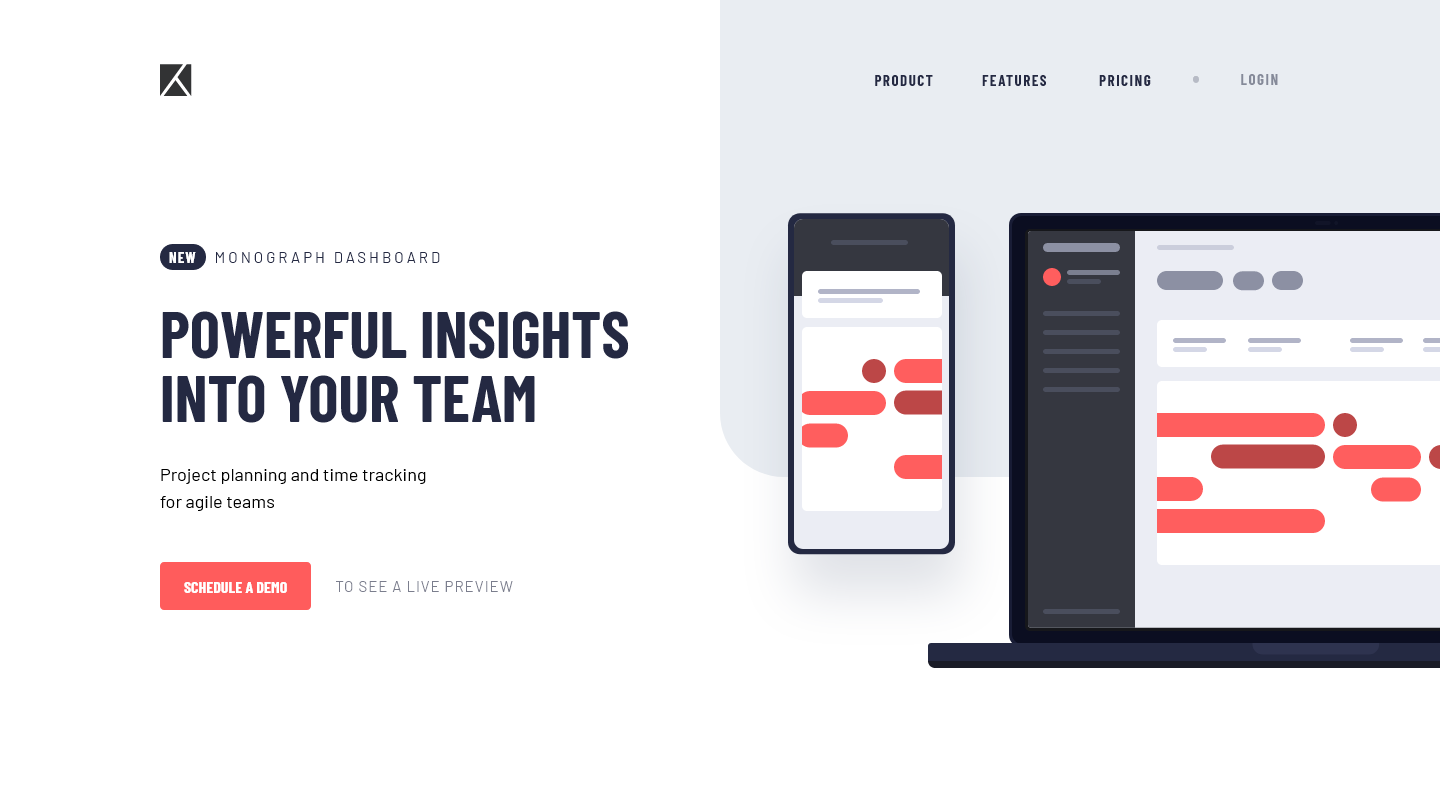 PRODUCT FEATURES PRICING LOGIN
NEW MONOGRAPH DASHBOARD
POWERFUL INSIGHTS
INTO YOUR TEAM
Project planning and time tracking
for agile teams
SCHEDULE A DEMO TO SEE A LIVE PREVIEW